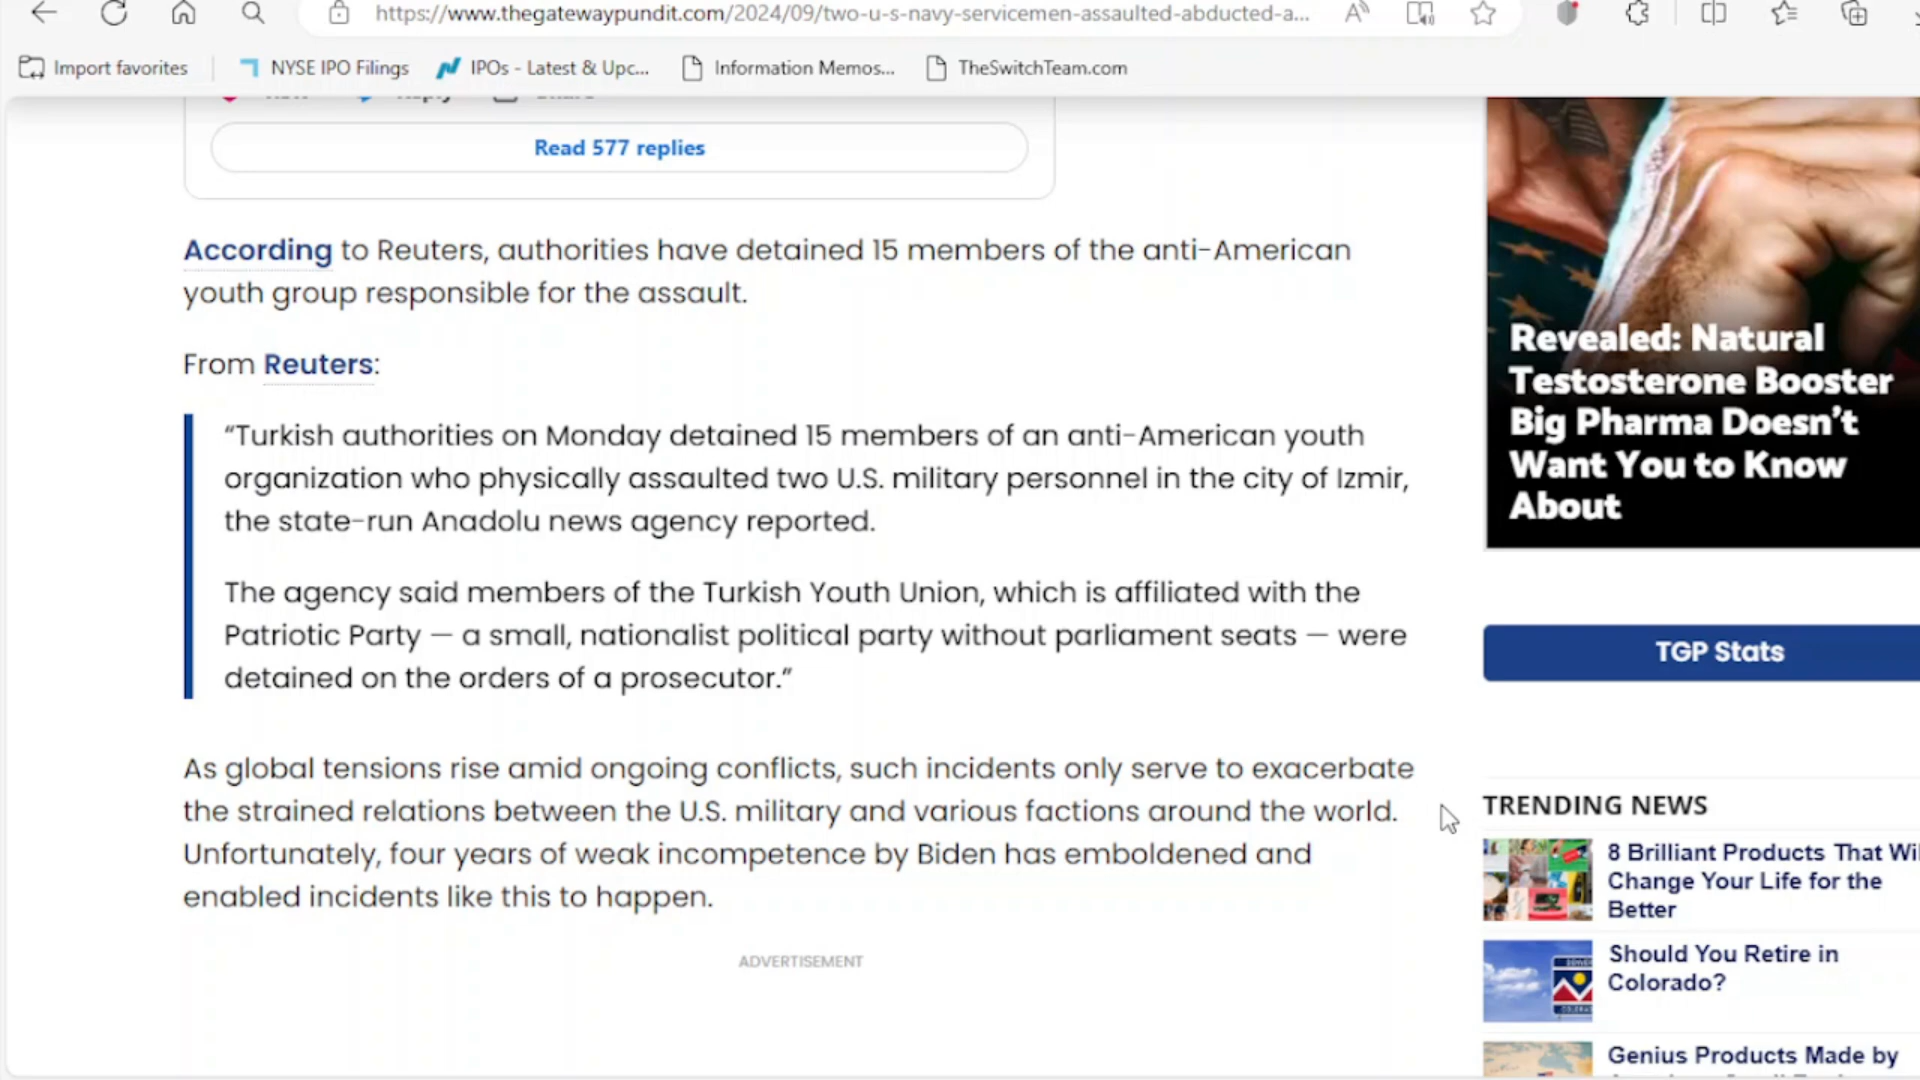 https://www.thegatewaypundit.com/2024/09/two-u-s-navy-servicemen-assaulted-abducted-a...
Import favorites
NYSE IPO Filings
IPOs - Latest & Upc...
Information Memos...
TheSwitchTeam.com
Reply
Share
Read 577 replies
According to Reuters, authorities have detained 15 members of the anti-American
youth group responsible for the assault.
From Reuters:
“Turkish authorities on Monday detained 15 members of an anti-American youth
organization who physically assaulted two U.S. military personnel in the city of Izmir,
the state-run Anadolu news agency reported.
The agency said members of the Turkish Youth Union, which is affiliated with the
Patriotic Party — a small, nationalist political party without parliament seats — were
detained on the orders of a prosecutor.”
As global tensions rise amid ongoing conflicts, such incidents only serve to exacerbate
the strained relations between the U.S. military and various factions around the world.
Unfortunately, four years of weak incompetence by Biden has emboldened and
enabled incidents like this to happen.
ADVERTISEMENT
Revealed: Natural
Testosterone Booster
Big Pharma Doesn't
Want You to Know
About
TGP Stats
TRENDING NEWS
8 Brilliant Products That Wil
Change Your Life for the
Better
Should You Retire in
Colorado?
Genius Products Made by